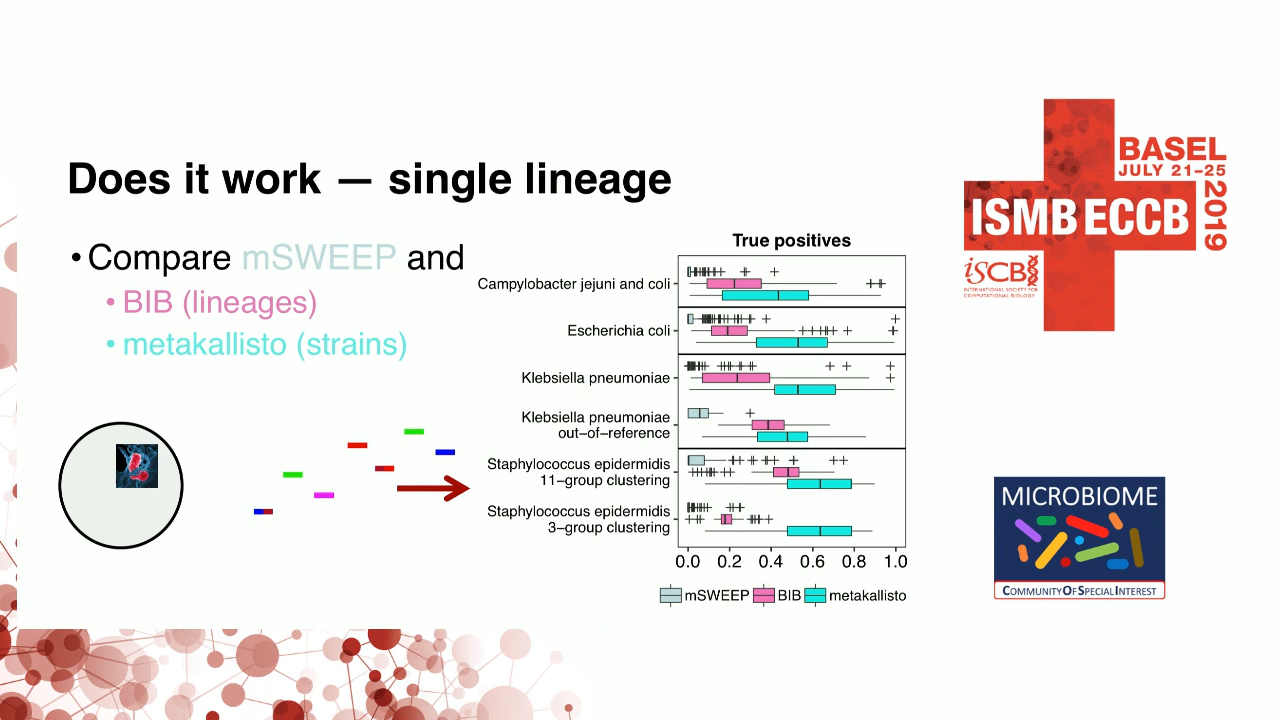 Does it work — single lineage
• Compare mSWEEP and
• BIB (lineages)
• metakallisto (strains)
True positives
Campylobacter jejuni and coli
Escherichia coli
Klebsiella pneumoniae
Klebsiella pneumoniae
out−of−reference
Staphylococcus epidermidis
11−group clustering
Staphylococcus epidermidis
3−group clustering
0.0 0.2 0.4 0.6 0.8 1.0
mSWEEP BIB metakallisto
BASEL
JULY 21–25
2019
ISMB ECCB
ISCB
INTERNATIONAL SOCIETY FOR
COMPUTATIONAL BIOLOGY
MICROBIOME
COMMUNITY OF SPECIAL INTEREST